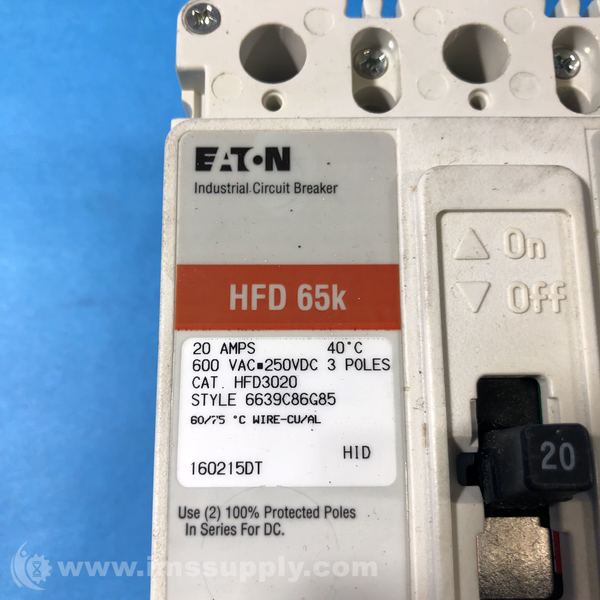 EATON
Industrial Circuit Breaker
HFD 65k
20 AMPS 40°C
600 VAC▪250VDC 3 POLES
CAT. HFD3020
STYLE 6639C86G85
60/75 °C WIRE-CU/AL
HID
160215DT
Use (2) 100% Protected Poles
In Series For DC.
On
Off
20
www.imssupply.com/